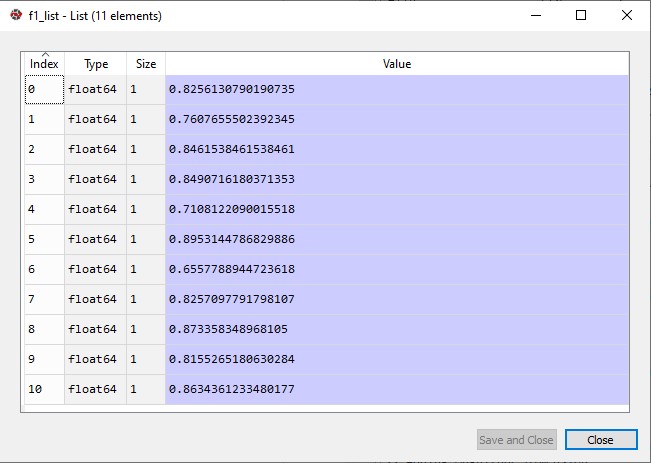 f1_list - List (11 elements)
Index Type Size Value
0 float64 1 0.8256130790190735
1 float64 1 0.7607655502392345
2 float64 1 0.8461538461538461
3 float64 1 0.8490716180371353
4 float64 1 0.7108122090015518
5 float64 1 0.8953144786829886
6 float64 1 0.6557788944723618
7 float64 1 0.8257097791798107
8 float64 1 0.873358348968105
9 float64 1 0.8155265180630284
10 float64 1 0.8634361233480177
Save and Close Close